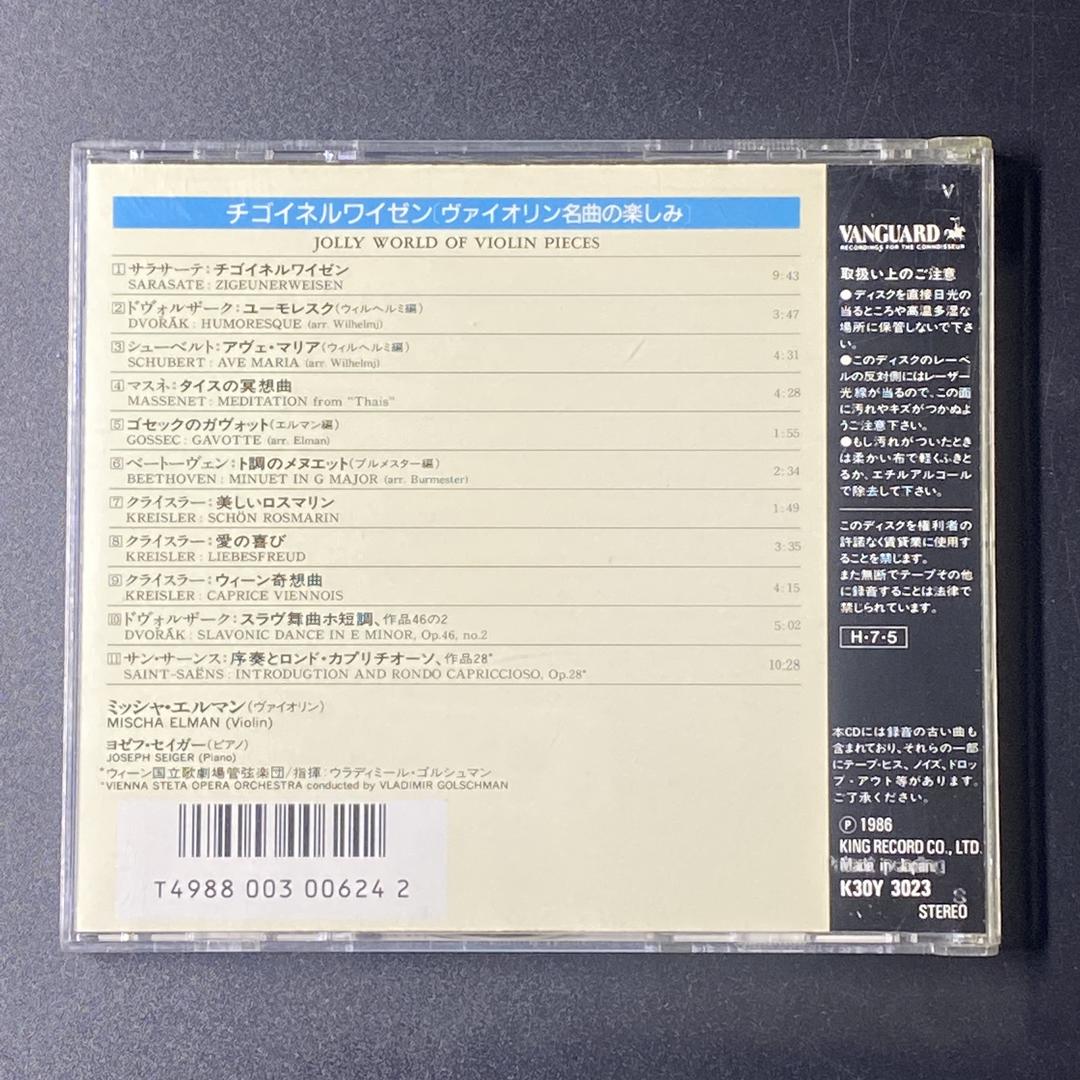 チゴイネルワイゼン〔ヴァイオリン名曲の楽しみ〕
JOLLY WORLD OF VIOLIN PIECES
1 サラサーテ:チゴイネルワイゼン 9:43
SARASATE : ZIGEUNERWEISEN
2 ドヴォルザーク:ユーモレスク(ウィルヘルミ編) 3:47
DVOŘÁK : HUMORESQUE (arr. Wilhelmj)
3 シューベルト:アヴェ・マリア(ウィルヘルミ編) 4:31
SCHUBERT : AVE MARIA (arr. Wilhelmj)
4 マスネ:タイスの冥想曲 4:28
MASSENET : MEDITATION from "Thais"
5 ゴセックのガヴォット(エルマン編) 1:55
GOSSEC : GAVOTTE (arr. Elman)
6 ベートーヴェン:ト調のメヌエット(ブルメスター編) 2:34
BEETHOVEN : MINUET IN G MAJOR (arr. Burmester)
7 クライスラー:美しいロスマリン 1:49
KREISLER : SCHÖN ROSMARIN
8 クライスラー:愛の喜び 3:35
KREISLER : LIEBESFREUD
9 クライスラー:ウィーン奇想曲 4:15
KREISLER : CAPRICE VIENNOIS
10 ドヴォルザーク:スラヴ舞曲ホ短調、作品46の2 5:02
DVOŘÁK : SLAVONIC DANCE IN E MINOR, Op.46, no.2
11 サン・サーンス:序奏とロンド・カプリチオーソ、作品28* 10:28
SAINT-SAËNS : INTRODUGTION AND RONDO CAPRICCIOSO, Op.28*
ミッシャ・エルマン(ヴァイオリン)
MISCHA ELMAN (Violin)
ヨゼフ・セイガー(ピアノ)
JOSEPH SEIGER (Piano)
*ウィーン国立歌劇場管弦楽団/指揮:ウラディミール・ゴルシュマン
*VIENNA STETA OPERA ORCHESTRA conducted by VLADIMIR GOLSCHMAN
T4988 003 00624 2
V
VANGUARD
RECORDINGS FOR THE CONNOISSEUR
取扱い上のご注意
●ディスクを直接日光の
当るところや高温多湿な
場所に保管しないで下さ
い。
●このディスクのレーベ
ルの反対側にはレーザー
光線が当るので、この面
に汚れやキズがつかぬよ
うご注意下さい。
●もし汚れがついたとき
は柔かい布で軽くふきと
るか、エチルアルコール
で除去して下さい。
このディスクを権利者の
許諾なく賃貸業に使用す
ることを禁じます。
また無断でテープその他
に録音することは法律で
禁じられています。
H・7・5
本CDには録音の古い曲も
含まれており、それらの一部
にテープ・ヒス、ノイズ、ドロッ
プ・アウト等があります。
ご了承ください。
Ⓟ 1986
KING RECORD CO., LTD.
Made in Japan
K30Y 3023
S
STEREO